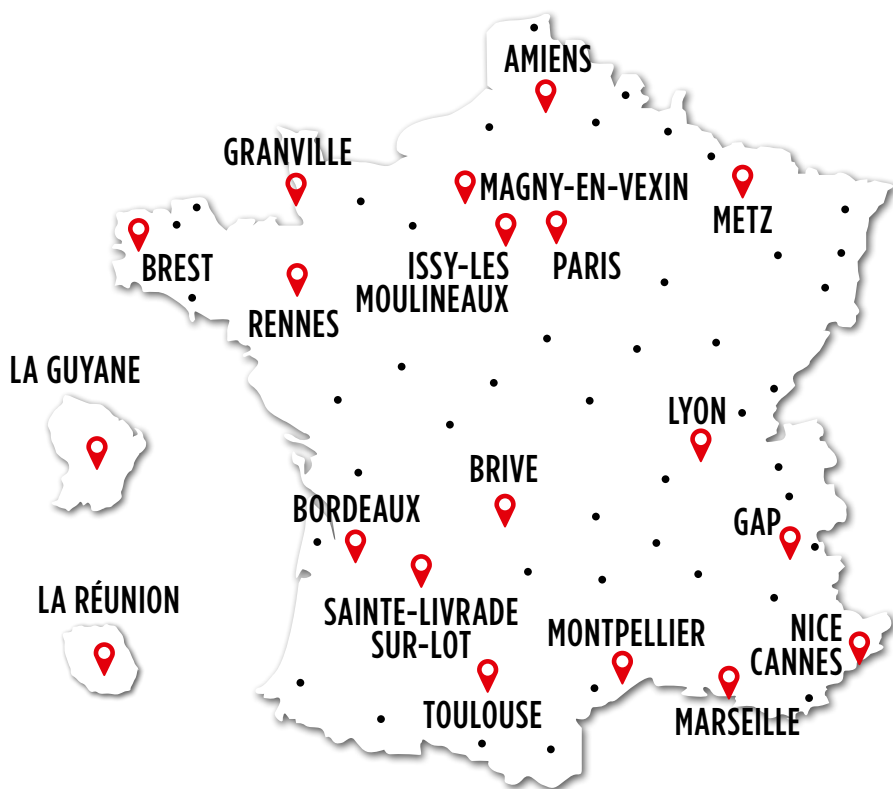 AMIENS
GRANVILLE
MAGNY-EN-VEXIN
METZ
BREST
ISSY-LES
MOULINEAUX
PARIS
RENNES
LA GUYANE
LYON
BRIVE
BORDEAUX
GAP
LA RÉUNION
SAINTE-LIVRADE
SUR-LOT
MONTPELLIER
NICE
CANNES
TOULOUSE
MARSEILLE